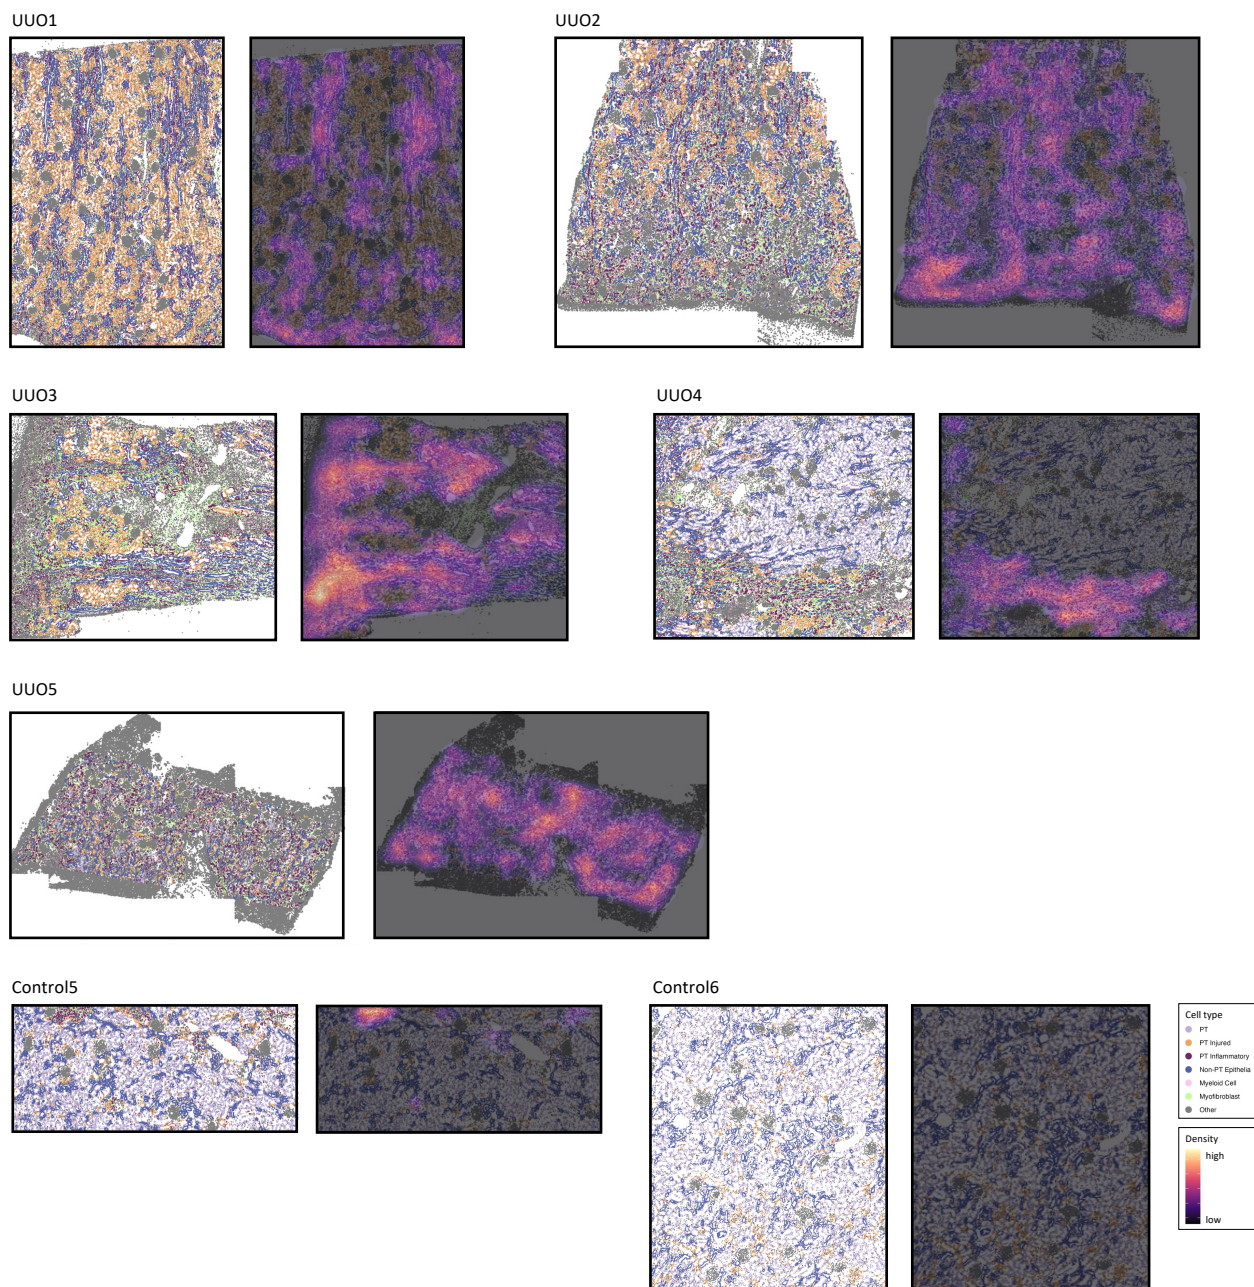 UUO1
UUO2
UUO3
UUO4
UUO5
Control5
Control6
Cell type
PT
PT Injured
PT Inflammatory
Non-PT Epithelia
Myeloid Cell
Myofibroblast
Other
Density
high
low